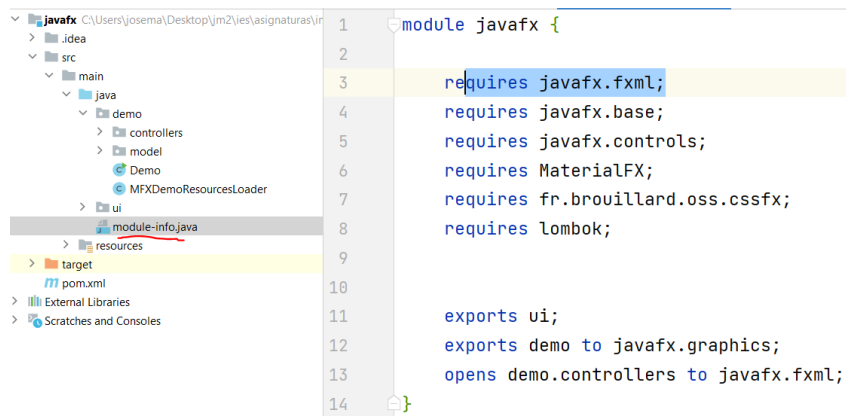 javafx C:\Users\josema\Desktop\jm2\ies\asignaturas\ir
.idea
src
main
java
demo
controllers
model
Demo
MFXDemoResourcesLoader
ui
module-info.java
resources
target
pom.xml
External Libraries
Scratches and Consoles
1 module javafx {
2
3 requires javafx.fxml;
4 requires javafx.base;
5 requires javafx.controls;
6 requires MaterialFX;
7 requires fr.brouillard.oss.cssfx;
8 requires lombok;
9
10
11 exports ui;
12 exports demo to javafx.graphics;
13 opens demo.controllers to javafx.fxml;
14 }